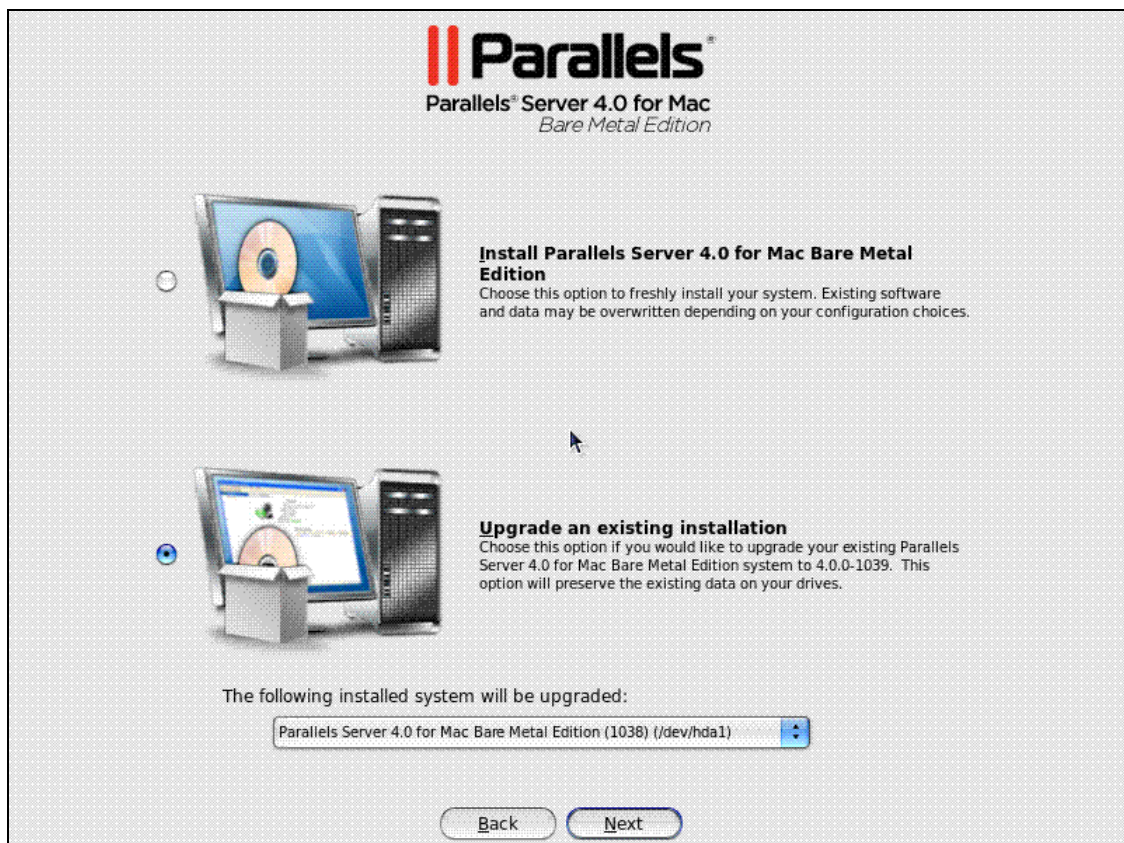 Parallels®
Parallels® Server 4.0 for Mac
Bare Metal Edition
Install Parallels Server 4.0 for Mac Bare Metal
Edition
Choose this option to freshly install your system. Existing software
and data may be overwritten depending on your configuration choices.
Upgrade an existing installation
Choose this option if you would like to upgrade your existing Parallels
Server 4.0 for Mac Bare Metal Edition system to 4.0.0-1039. This
option will preserve the existing data on your drives.
The following installed system will be upgraded:
Parallels Server 4.0 for Mac Bare Metal Edition (1038) (/dev/hda1)
Back
Next